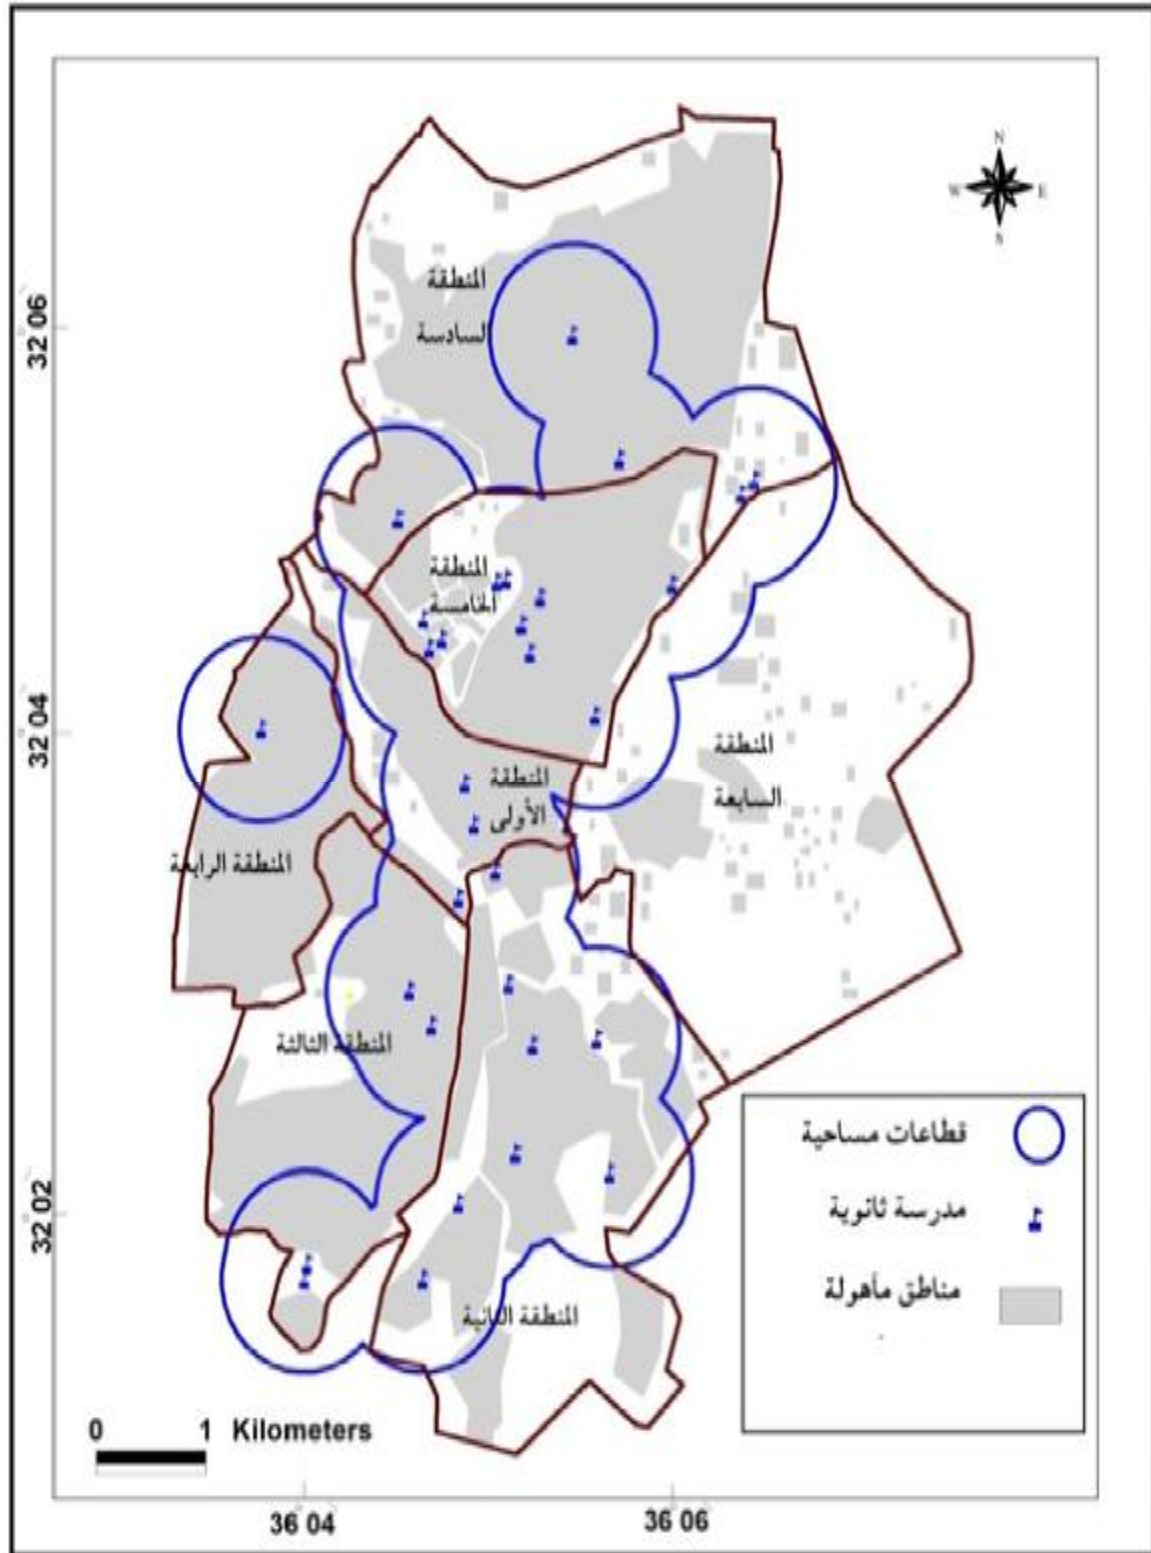 N
W E
N
المنطقة
السادسة
32 06
المنطقة
الخامسة
32 04
المنطقة
السابعة
المنطقة
الأولى
المنطقة الرابعة
المنطقة الثالثة
قطاعات مساحية
مدرسة ثانوية
مناطق مأهولة
32 02
المنطقة الثانية
0 1 Kilometers
36 04 36 06